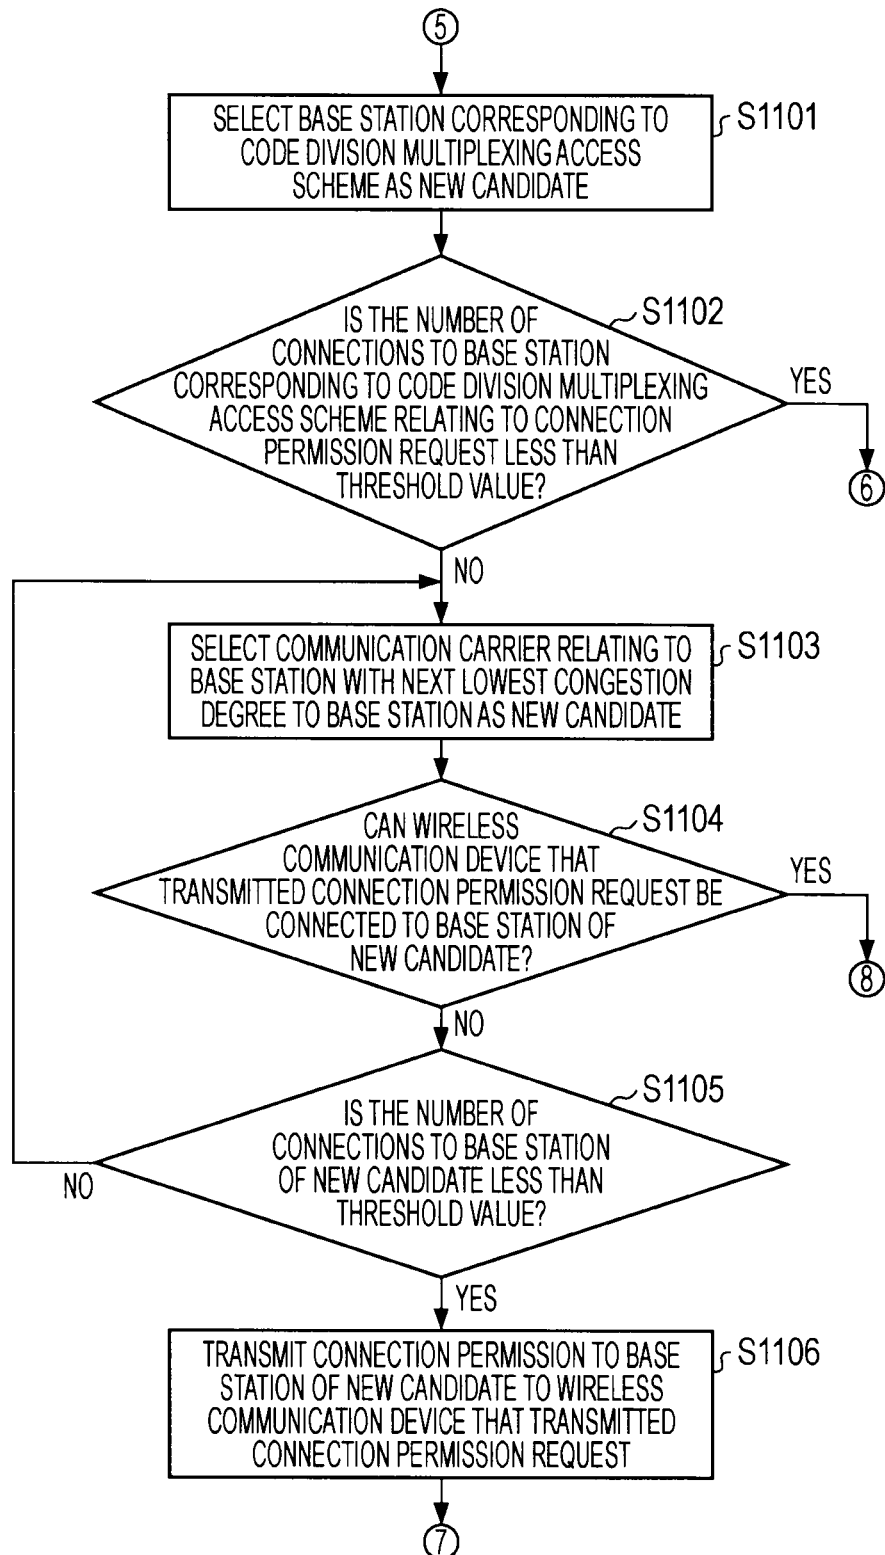 5
SELECT BASE STATION CORRESPONDING TO
CODE DIVISION MULTIPLEXING ACCESS
SCHEME AS NEW CANDIDATE
S1101
IS THE NUMBER OF
CONNECTIONS TO BASE STATION
CORRESPONDING TO CODE DIVISION MULTIPLEXING
ACCESS SCHEME RELATING TO CONNECTION
PERMISSION REQUEST LESS THAN
THRESHOLD VALUE?
S1102
YES
6
NO
SELECT COMMUNICATION CARRIER RELATING TO
BASE STATION WITH NEXT LOWEST CONGESTION
DEGREE TO BASE STATION AS NEW CANDIDATE
S1103
CAN WIRELESS
COMMUNICATION DEVICE THAT
TRANSMITTED CONNECTION PERMISSION REQUEST BE
CONNECTED TO BASE STATION OF
NEW CANDIDATE?
S1104
YES
8
NO
IS THE NUMBER OF
CONNECTIONS TO BASE STATION
OF NEW CANDIDATE LESS THAN
THRESHOLD VALUE?
S1105
NO
YES
TRANSMIT CONNECTION PERMISSION TO BASE
STATION OF NEW CANDIDATE TO WIRELESS
COMMUNICATION DEVICE THAT TRANSMITTED
CONNECTION PERMISSION REQUEST
S1106
7